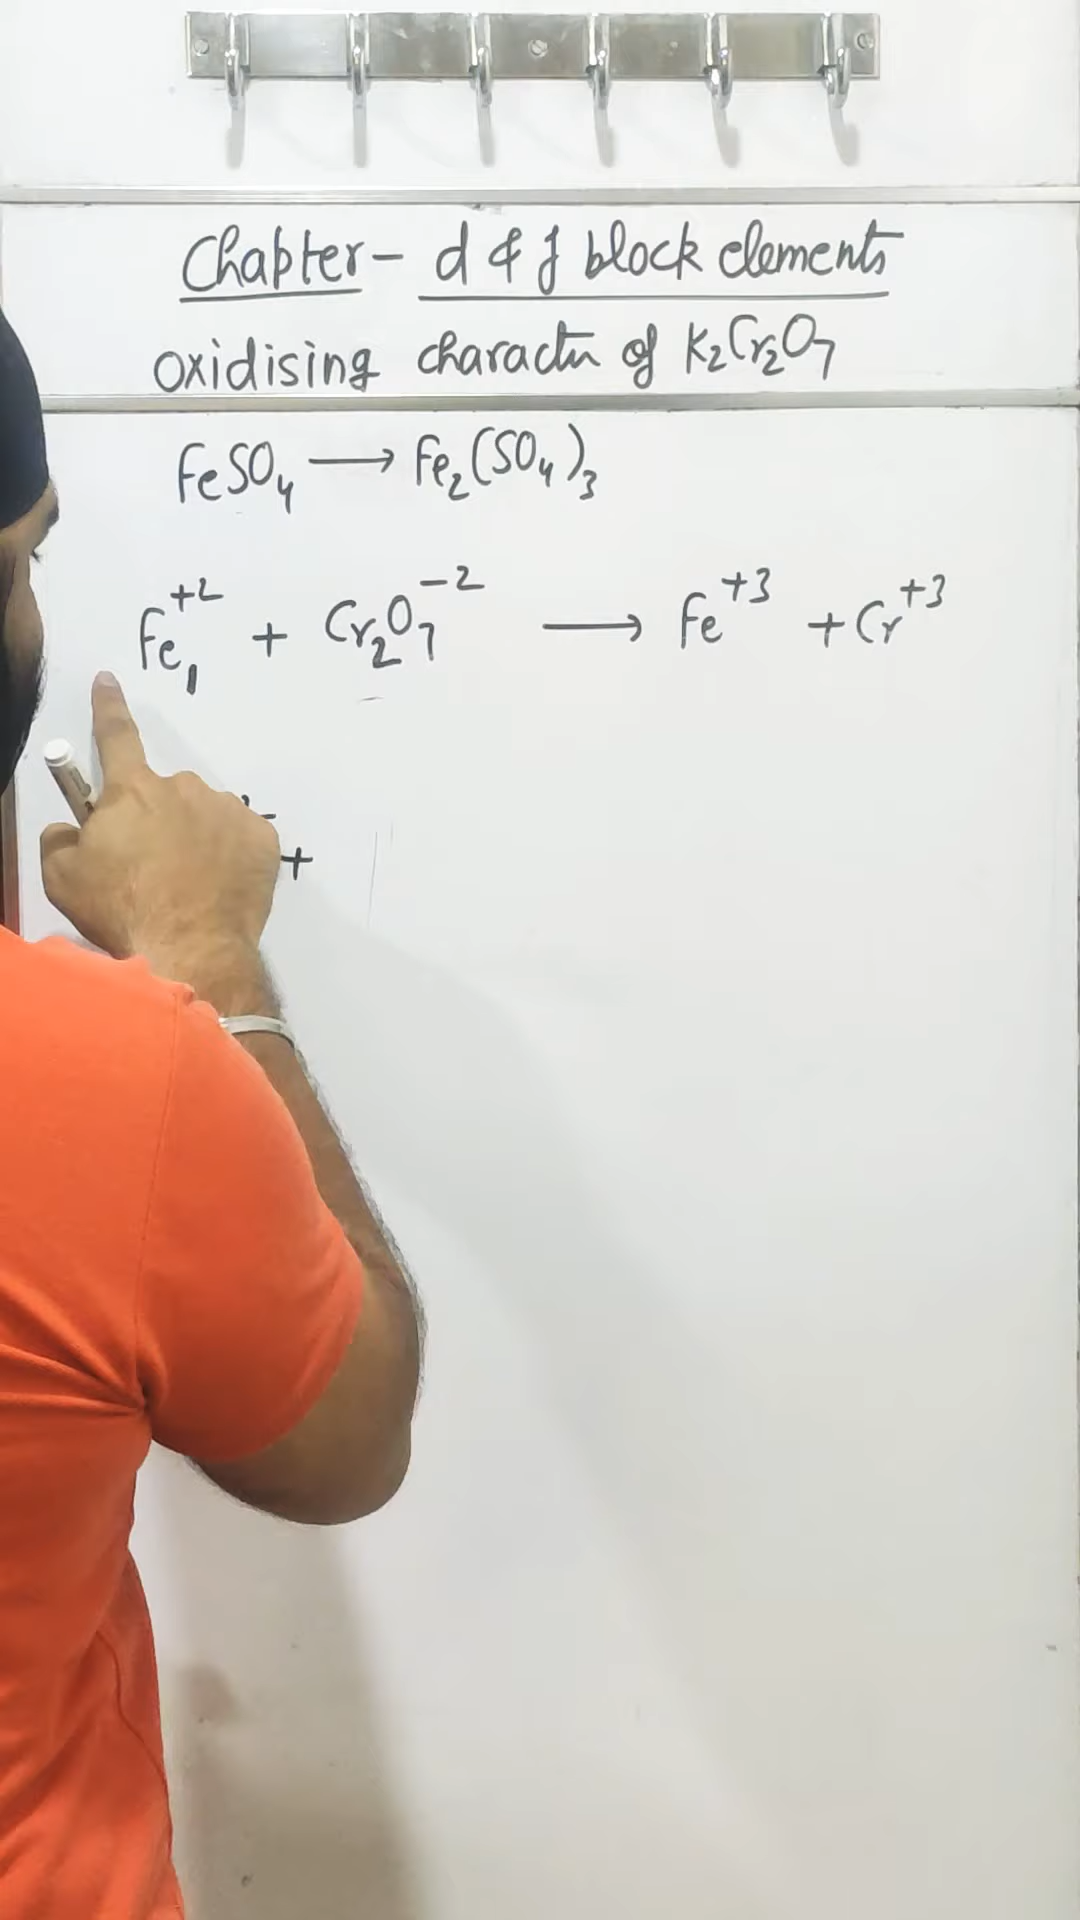 Chapter - d & f block elements
oxidising character of K₂Cr₂O₇
FeSO₄ ⟶ Fe₂(SO₄)₃
Fe₁⁺² + Cr₂O₇⁻² ⟶ Fe⁺³ + Cr⁺³
+